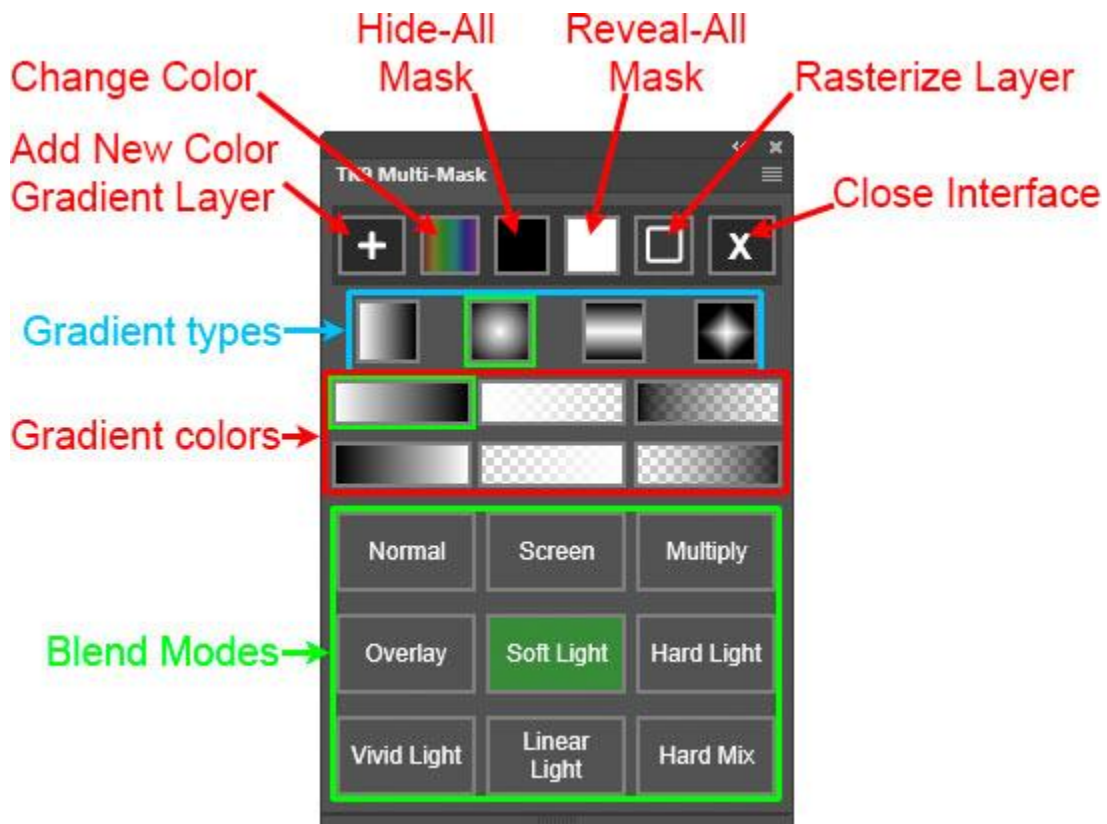 Hide-All
Mask
Reveal-All
Mask
Change Color
Rasterize Layer
Add New Color
Gradient Layer
TK9 Multi-Mask
Close Interface
+
X
Gradient types
Gradient colors
Normal
Screen
Multiply
Blend Modes
Overlay
Soft Light
Hard Light
Vivid Light
Linear
Light
Hard Mix